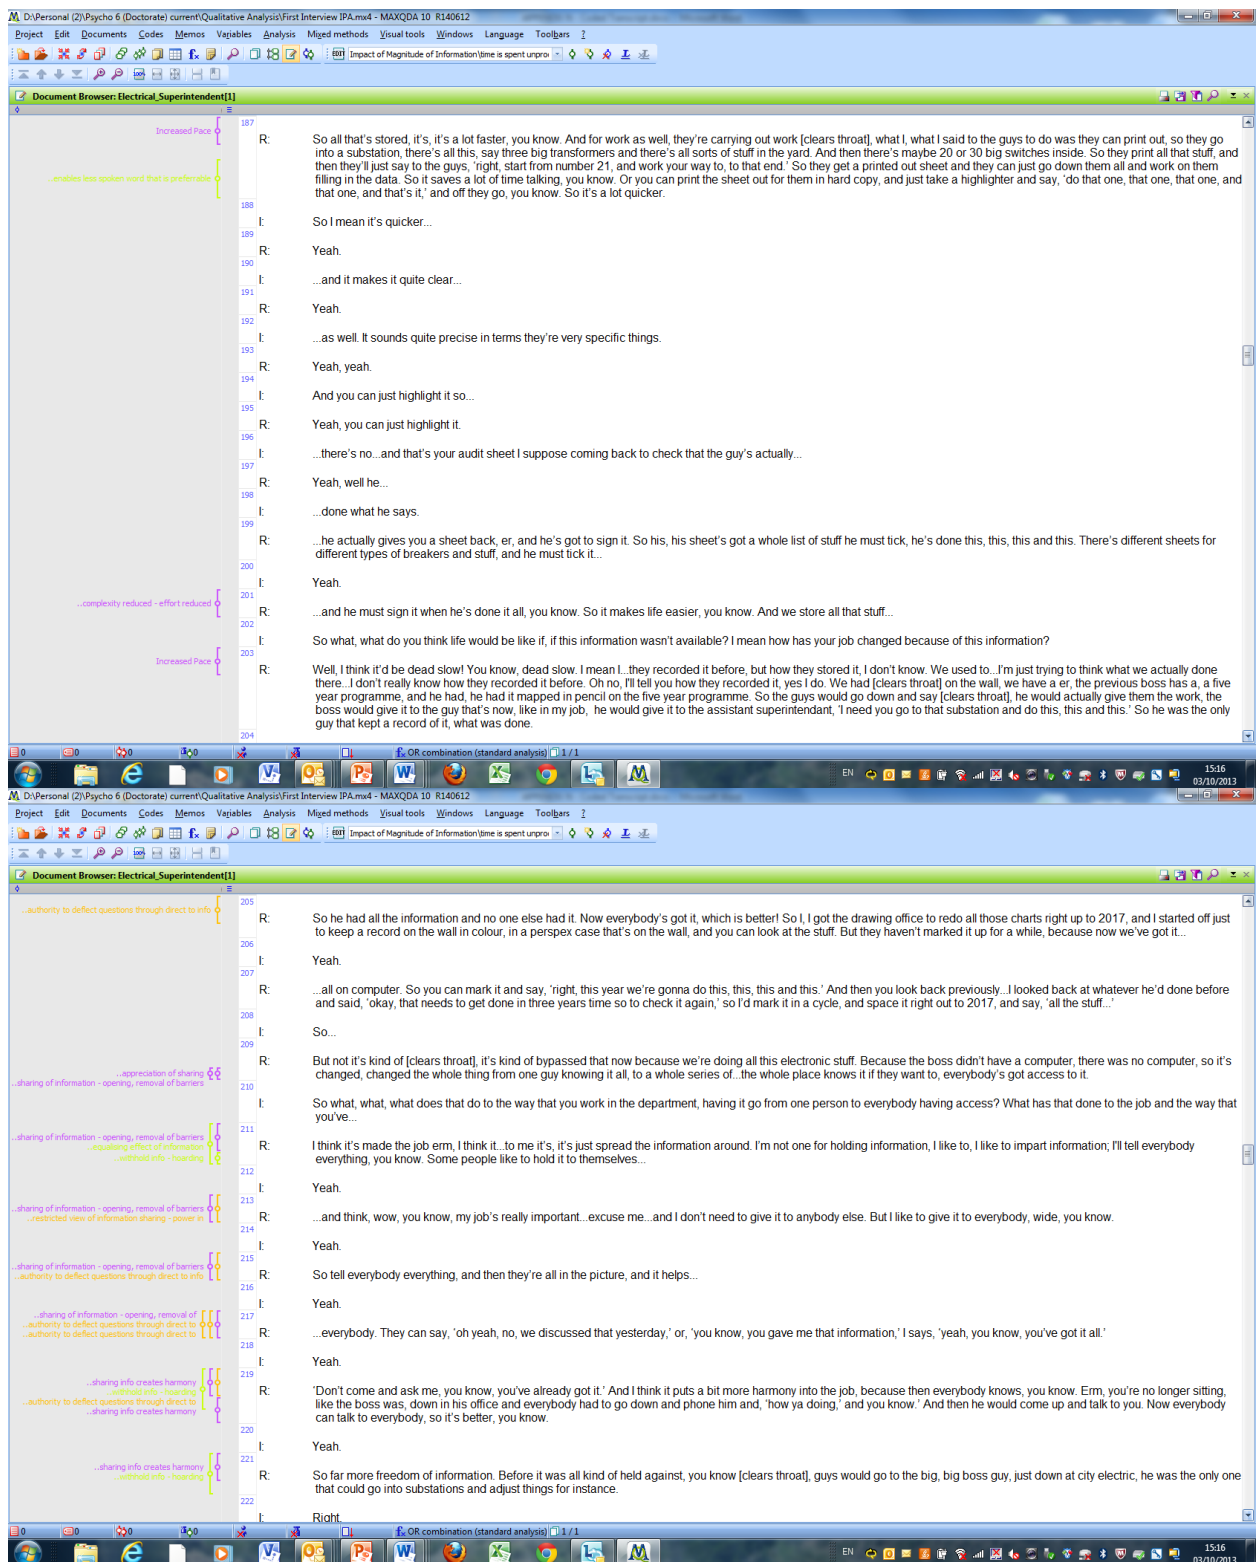 D:\Personal (2)\Psycho 6 (Doctorate) current\Qualitative Analysis\First Interview IPA.mx4 - MAXQDA 10 R140612
Project Edit Documents Codes Memos Variables Analysis Mixed methods Visual tools Windows Language Toolbars ?
Impact of Magnitude of Information\time is spent unpro
Document Browser: Electrical_Superintendent[1]
187
Increased Pace
R: So all that's stored, it's, it's a lot faster, you know. And for work as well, they're carrying out work [clears throat], what I, what I said to the guys to do was they can print out, so they go
into a substation, there's all this, say three big transformers and there's all sorts of stuff in the yard. And then there's maybe 20 or 30 big switches inside. So they print all that stuff, and
then they'll just say to the guys, 'right, start from number 21, and work your way to, to that end.' So they get a printed out sheet and they can just go down them all and work on them
..enables less spoken word that is preferrable
filling in the data. So it saves a lot of time talking, you know. Or you can print the sheet out for them in hard copy, and just take a highlighter and say, 'do that one, that one, that one, and
that one, and that's it,' and off they go, you know. So it's a lot quicker.
188
I: So I mean it's quicker...
189
R: Yeah.
190
I: ...and it makes it quite clear...
191
R: Yeah.
192
I: ...as well. It sounds quite precise in terms they're very specific things.
193
R: Yeah, yeah.
194
I: And you can just highlight it so...
195
R: Yeah, you can just highlight it.
196
I: ...there's no...and that's your audit sheet I suppose coming back to check that the guy's actually...
197
R: Yeah, well he...
198
I: ...done what he says.
199
R: ...he actually gives you a sheet back, er, and he's got to sign it. So his, his sheet's got a whole list of stuff he must tick, he's done this, this, this and this. There's different sheets for
different types of breakers and stuff, and he must tick it...
200
I: Yeah.
201
..complexity reduced - effort reduced
R: ...and he must sign it when he's done it all, you know. So it makes life easier, you know. And we store all that stuff...
202
I: So what, what do you think life would be like if, if this information wasn't available? I mean how has your job changed because of this information?
203
Increased Pace
R: Well, I think it'd be dead slow! You know, dead slow. I mean I...they recorded it before, but how they stored it, I don't know. We used to...I'm just trying to think what we actually done
there...I don't really know how they recorded it before. Oh no, I'll tell you how they recorded it, yes I do. We had [clears throat] on the wall, we have a er, the previous boss has a, a five
year programme, and he had, he had it mapped in pencil on the five year programme. So the guys would go down and say [clears throat], he would actually give them the work, the
boss would give it to the guy that's now, like in my job, he would give it to the assistant superintendant, 'I need you go to that substation and do this, this and this.' So he was the only
guy that kept a record of it, what was done.
204
0 0 0 0 OR combination (standard analysis) 1 / 1
EN 15:16
03/10/2013
D:\Personal (2)\Psycho 6 (Doctorate) current\Qualitative Analysis\First Interview IPA.mx4 - MAXQDA 10 R140612
Project Edit Documents Codes Memos Variables Analysis Mixed methods Visual tools Windows Language Toolbars ?
Impact of Magnitude of Information\time is spent unpro
Document Browser: Electrical_Superintendent[1]
205
..authority to deflect questions through direct to info
R: So he had all the information and no one else had it. Now everybody's got it, which is better! So I, I got the drawing office to redo all those charts right up to 2017, and I started off just
to keep a record on the wall in colour, in a perspex case that's on the wall, and you can look at the stuff. But they haven't marked it up for a while, because now we've got it...
206
I: Yeah.
207
R: ...all on computer. So you can mark it and say, 'right, this year we're gonna do this, this, this and this.' And then you look back previously...I looked back at whatever he'd done before
and said, 'okay, that needs to get done in three years time so to check it again,' so I'd mark it in a cycle, and space it right out to 2017, and say, 'all the stuff...'
208
I: So...
209
R: But not it's kind of [clears throat], it's kind of bypassed that now because we're doing all this electronic stuff. Because the boss didn't have a computer, there was no computer, so it's
..appreciation of sharing
changed, changed the whole thing from one guy knowing it all, to a whole series of...the whole place knows it if they want to, everybody's got access to it.
..sharing of information - opening, removal of barriers
210
I: So what, what, what does that do to the way that you work in the department, having it go from one person to everybody having access? What has that done to the job and the way that
you've...
211
..sharing of information - opening, removal of barriers
..equalising effect of information
..withhold info - hoarding
R: I think it's made the job erm, I think it...to me it's, it's just spread the information around. I'm not one for holding information, I like to, I like to impart information; I'll tell everybody
everything, you know. Some people like to hold it to themselves...
212
I: Yeah.
213
..sharing of information - opening, removal of barriers
..restricted view of information sharing - power in
R: ...and think, wow, you know, my job's really important...excuse me...and I don't need to give it to anybody else. But I like to give it to everybody, wide, you know.
214
I: Yeah.
215
..sharing of information - opening, removal of barriers
..authority to deflect questions through direct to info
R: So tell everybody everything, and then they're all in the picture, and it helps...
216
I: Yeah.
217
..sharing of information - opening, removal of
..authority to deflect questions through direct to
..authority to deflect questions through direct to
R: ...everybody. They can say, 'oh yeah, no, we discussed that yesterday,' or, 'you know, you gave me that information,' I says, 'yeah, you know, you've got it all.'
218
I: Yeah.
219
..sharing info creates harmony
..withhold info - hoarding
..authority to deflect questions through direct to
..sharing info creates harmony
R: 'Don't come and ask me, you know, you've already got it.' And I think it puts a bit more harmony into the job, because then everybody knows, you know. Erm, you're no longer sitting,
like the boss was, down in his office and everybody had to go down and phone him and, 'how ya doing,' and you know.' And then he would come up and talk to you. Now everybody
can talk to everybody, so it's better, you know.
220
I: Yeah.
221
..sharing info creates harmony
..withhold info - hoarding
R: So far more freedom of information. Before it was all kind of held against, you know [clears throat], guys would go to the big, big boss guy, just down at city electric, he was the only one
that could go into substations and adjust things for instance.
222
I: Right.
0 0 0 0 OR combination (standard analysis) 1 / 1
EN 15:16
03/10/2013